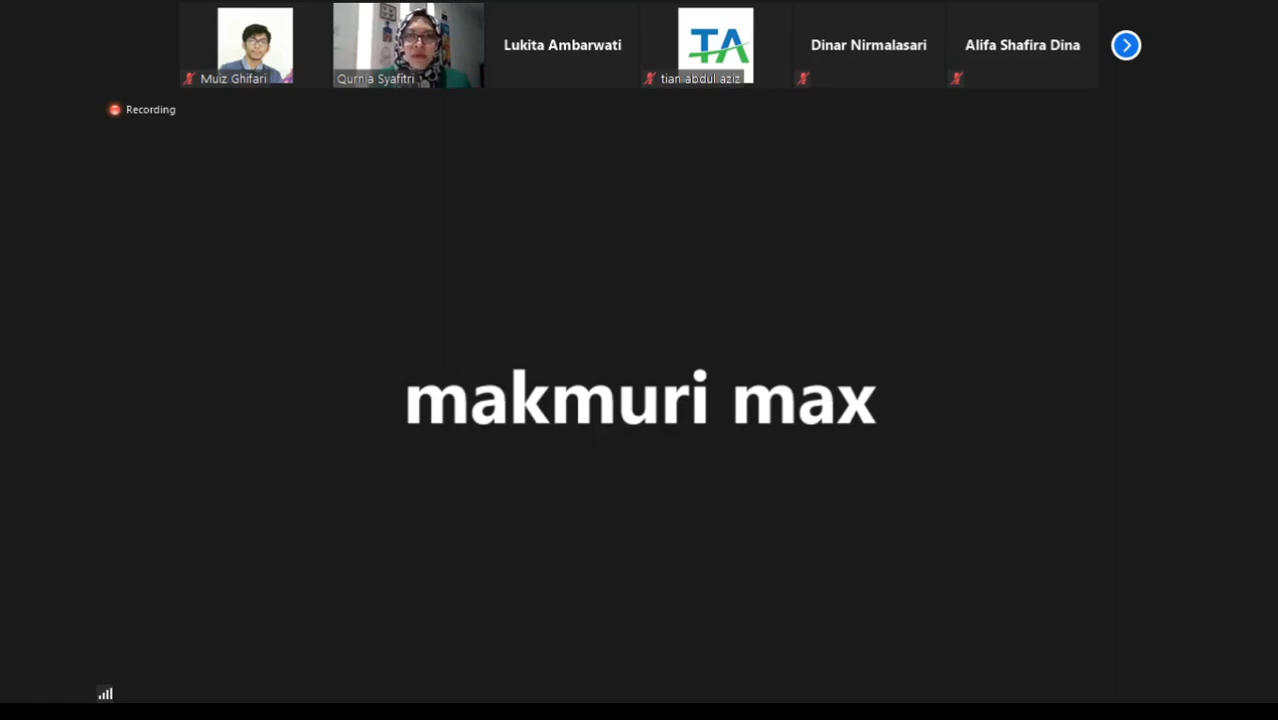 Muiz Ghifari
Qurnia Syafitri
Lukita Ambarwati
TA
tian abdul aziz
Dinar Nirmalasari
Alifa Shafira Dina
Recording
makmuri max